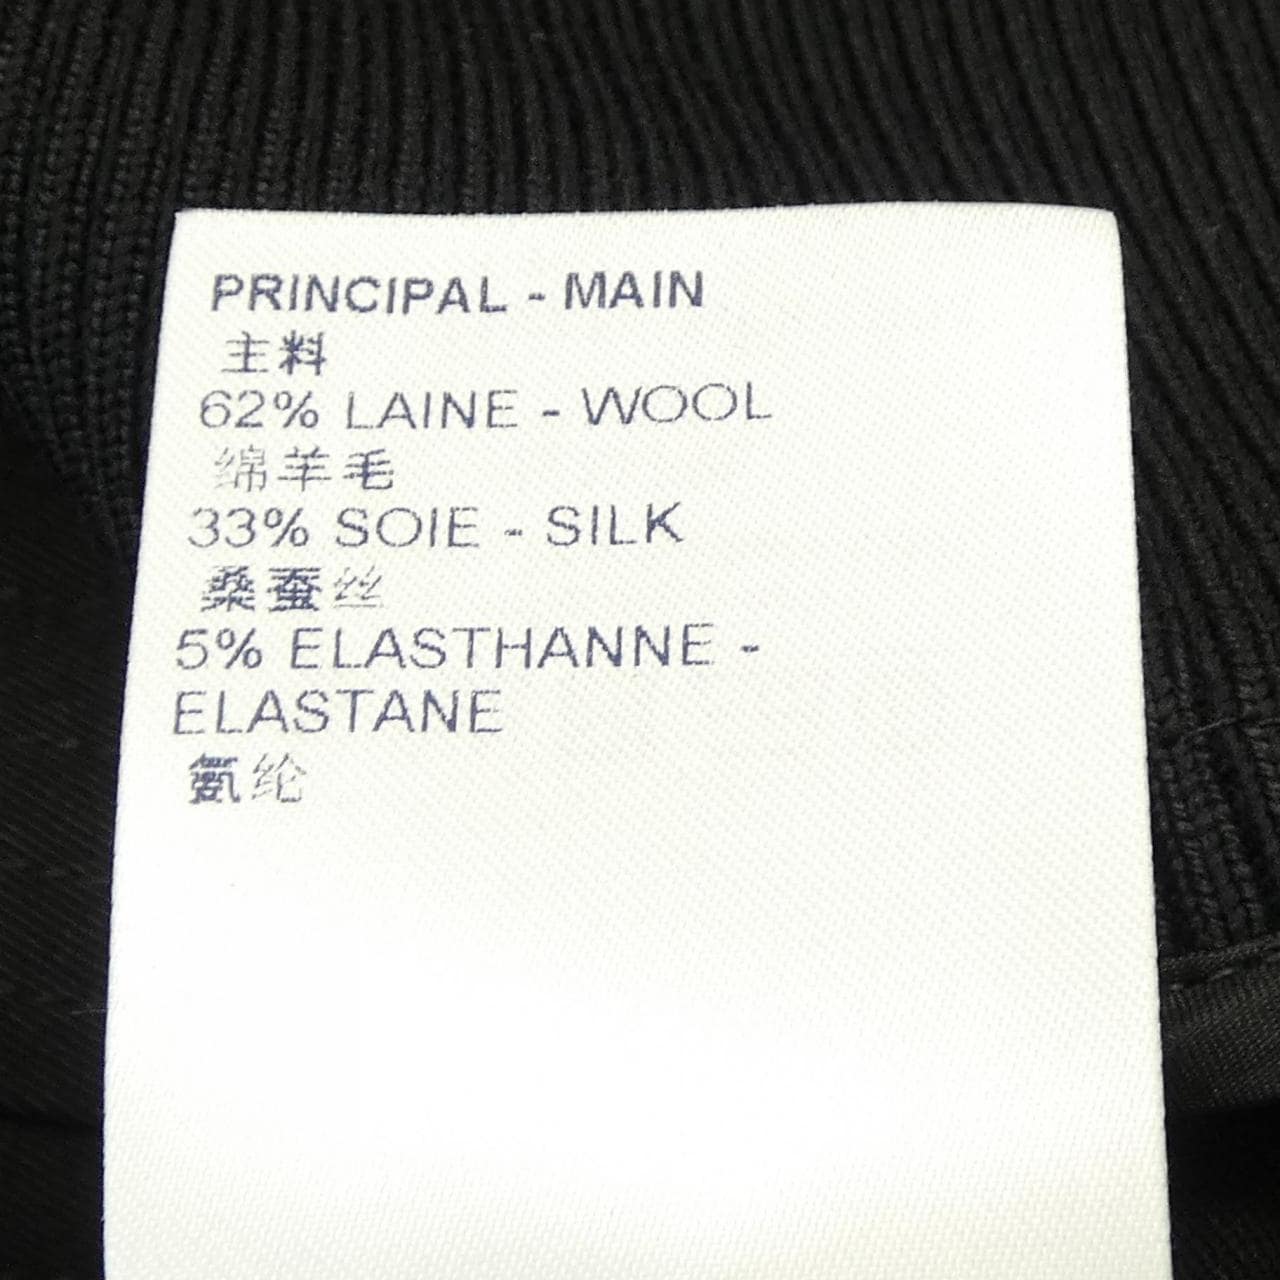 PRINCIPAL - MAIN
主料
62% LAINE - WOOL
绵羊毛
33% SOIE - SILK
桑蚕丝
5% ELASTHANNE -
ELASTANE
氨纶